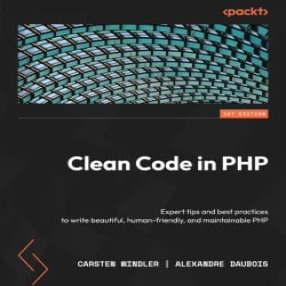 <packt>
1ST EDITION
Clean Code in PHP
Expert tips and best practices
to write beautiful, human-friendly, and maintainable PHP
CARSTEN WINDLER | ALEXANDRE DAUBOIS